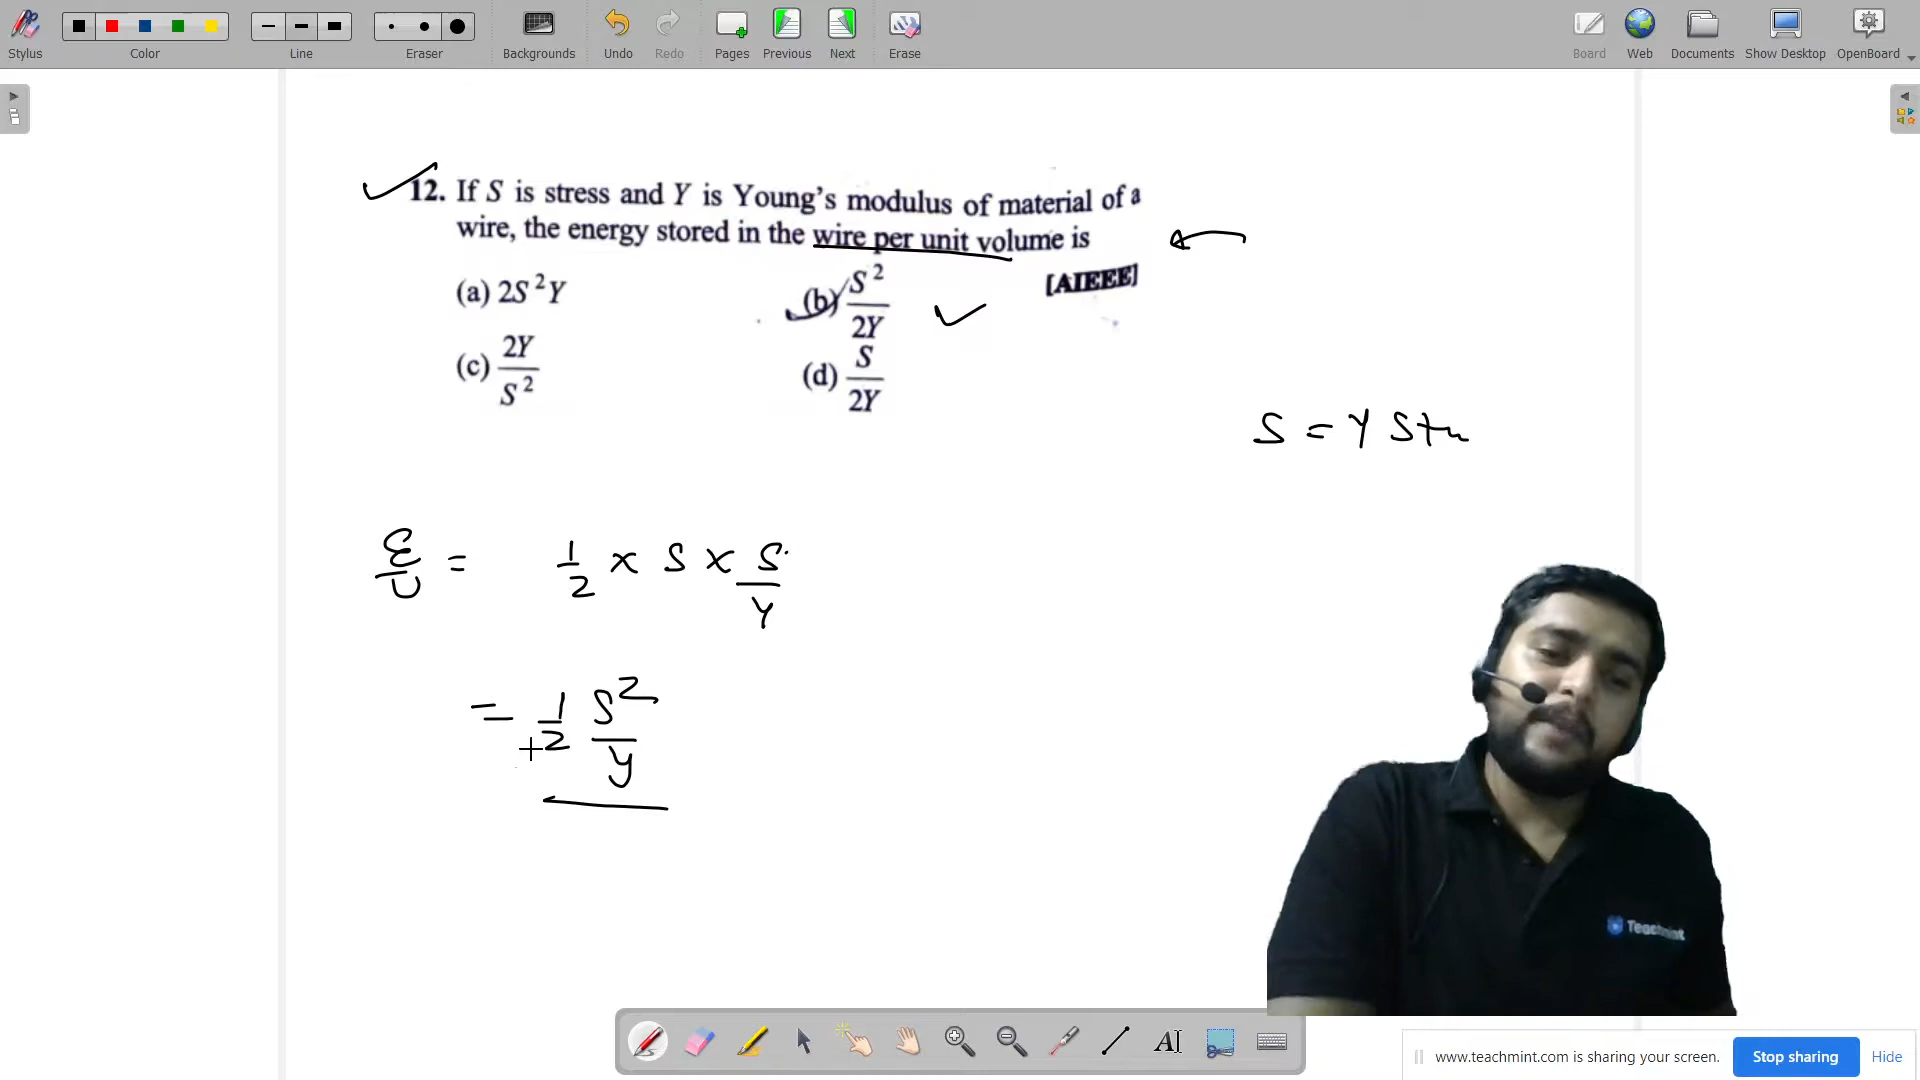 Stylus Color Line Eraser Backgrounds Undo Redo Pages Previous Next Erase Board Web Documents Show Desktop OpenBoard
12. If S is stress and Y is Young's modulus of material of a
wire, the energy stored in the wire per unit volume is
[AIEEE]
(a) 2S²Y
(b) S²/2Y
(c) 2Y/S²
(d) S/2Y
S = Y Stn
ε/U = 1/2 x S x S/Y
= 1/2 S²/Y
Teachmint
www.teachmint.com is sharing your screen. Stop sharing Hide